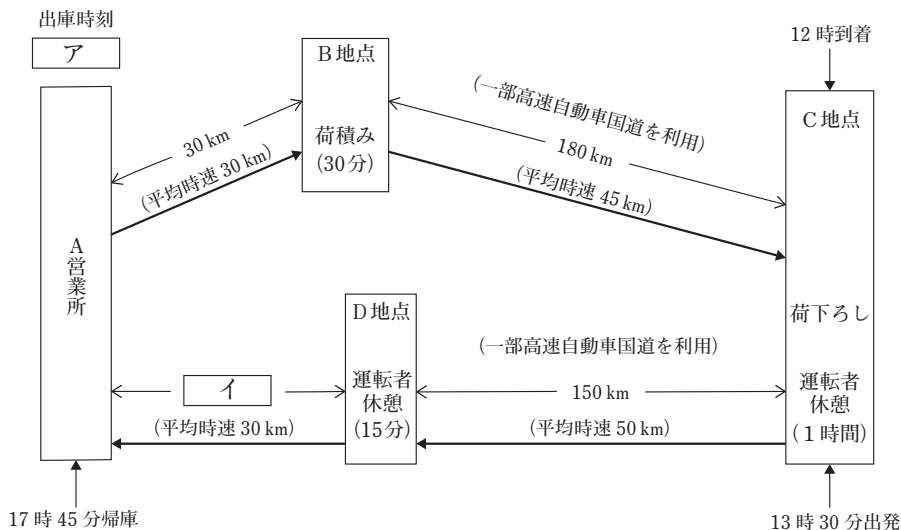 出庫時刻
ア
A営業所
30 km
(平均時速 30 km)
B地点
荷積み
(30分)
(一部高速自動車国道を利用)
180 km
(平均時速 45 km)
12時到着
C地点
荷下ろし
運転者
休憩
(1時間)
13時30分出発
(一部高速自動車国道を利用)
150 km
(平均時速 50 km)
D地点
運転者
休憩
(15分)
イ
(平均時速 30 km)
17時45分帰庫